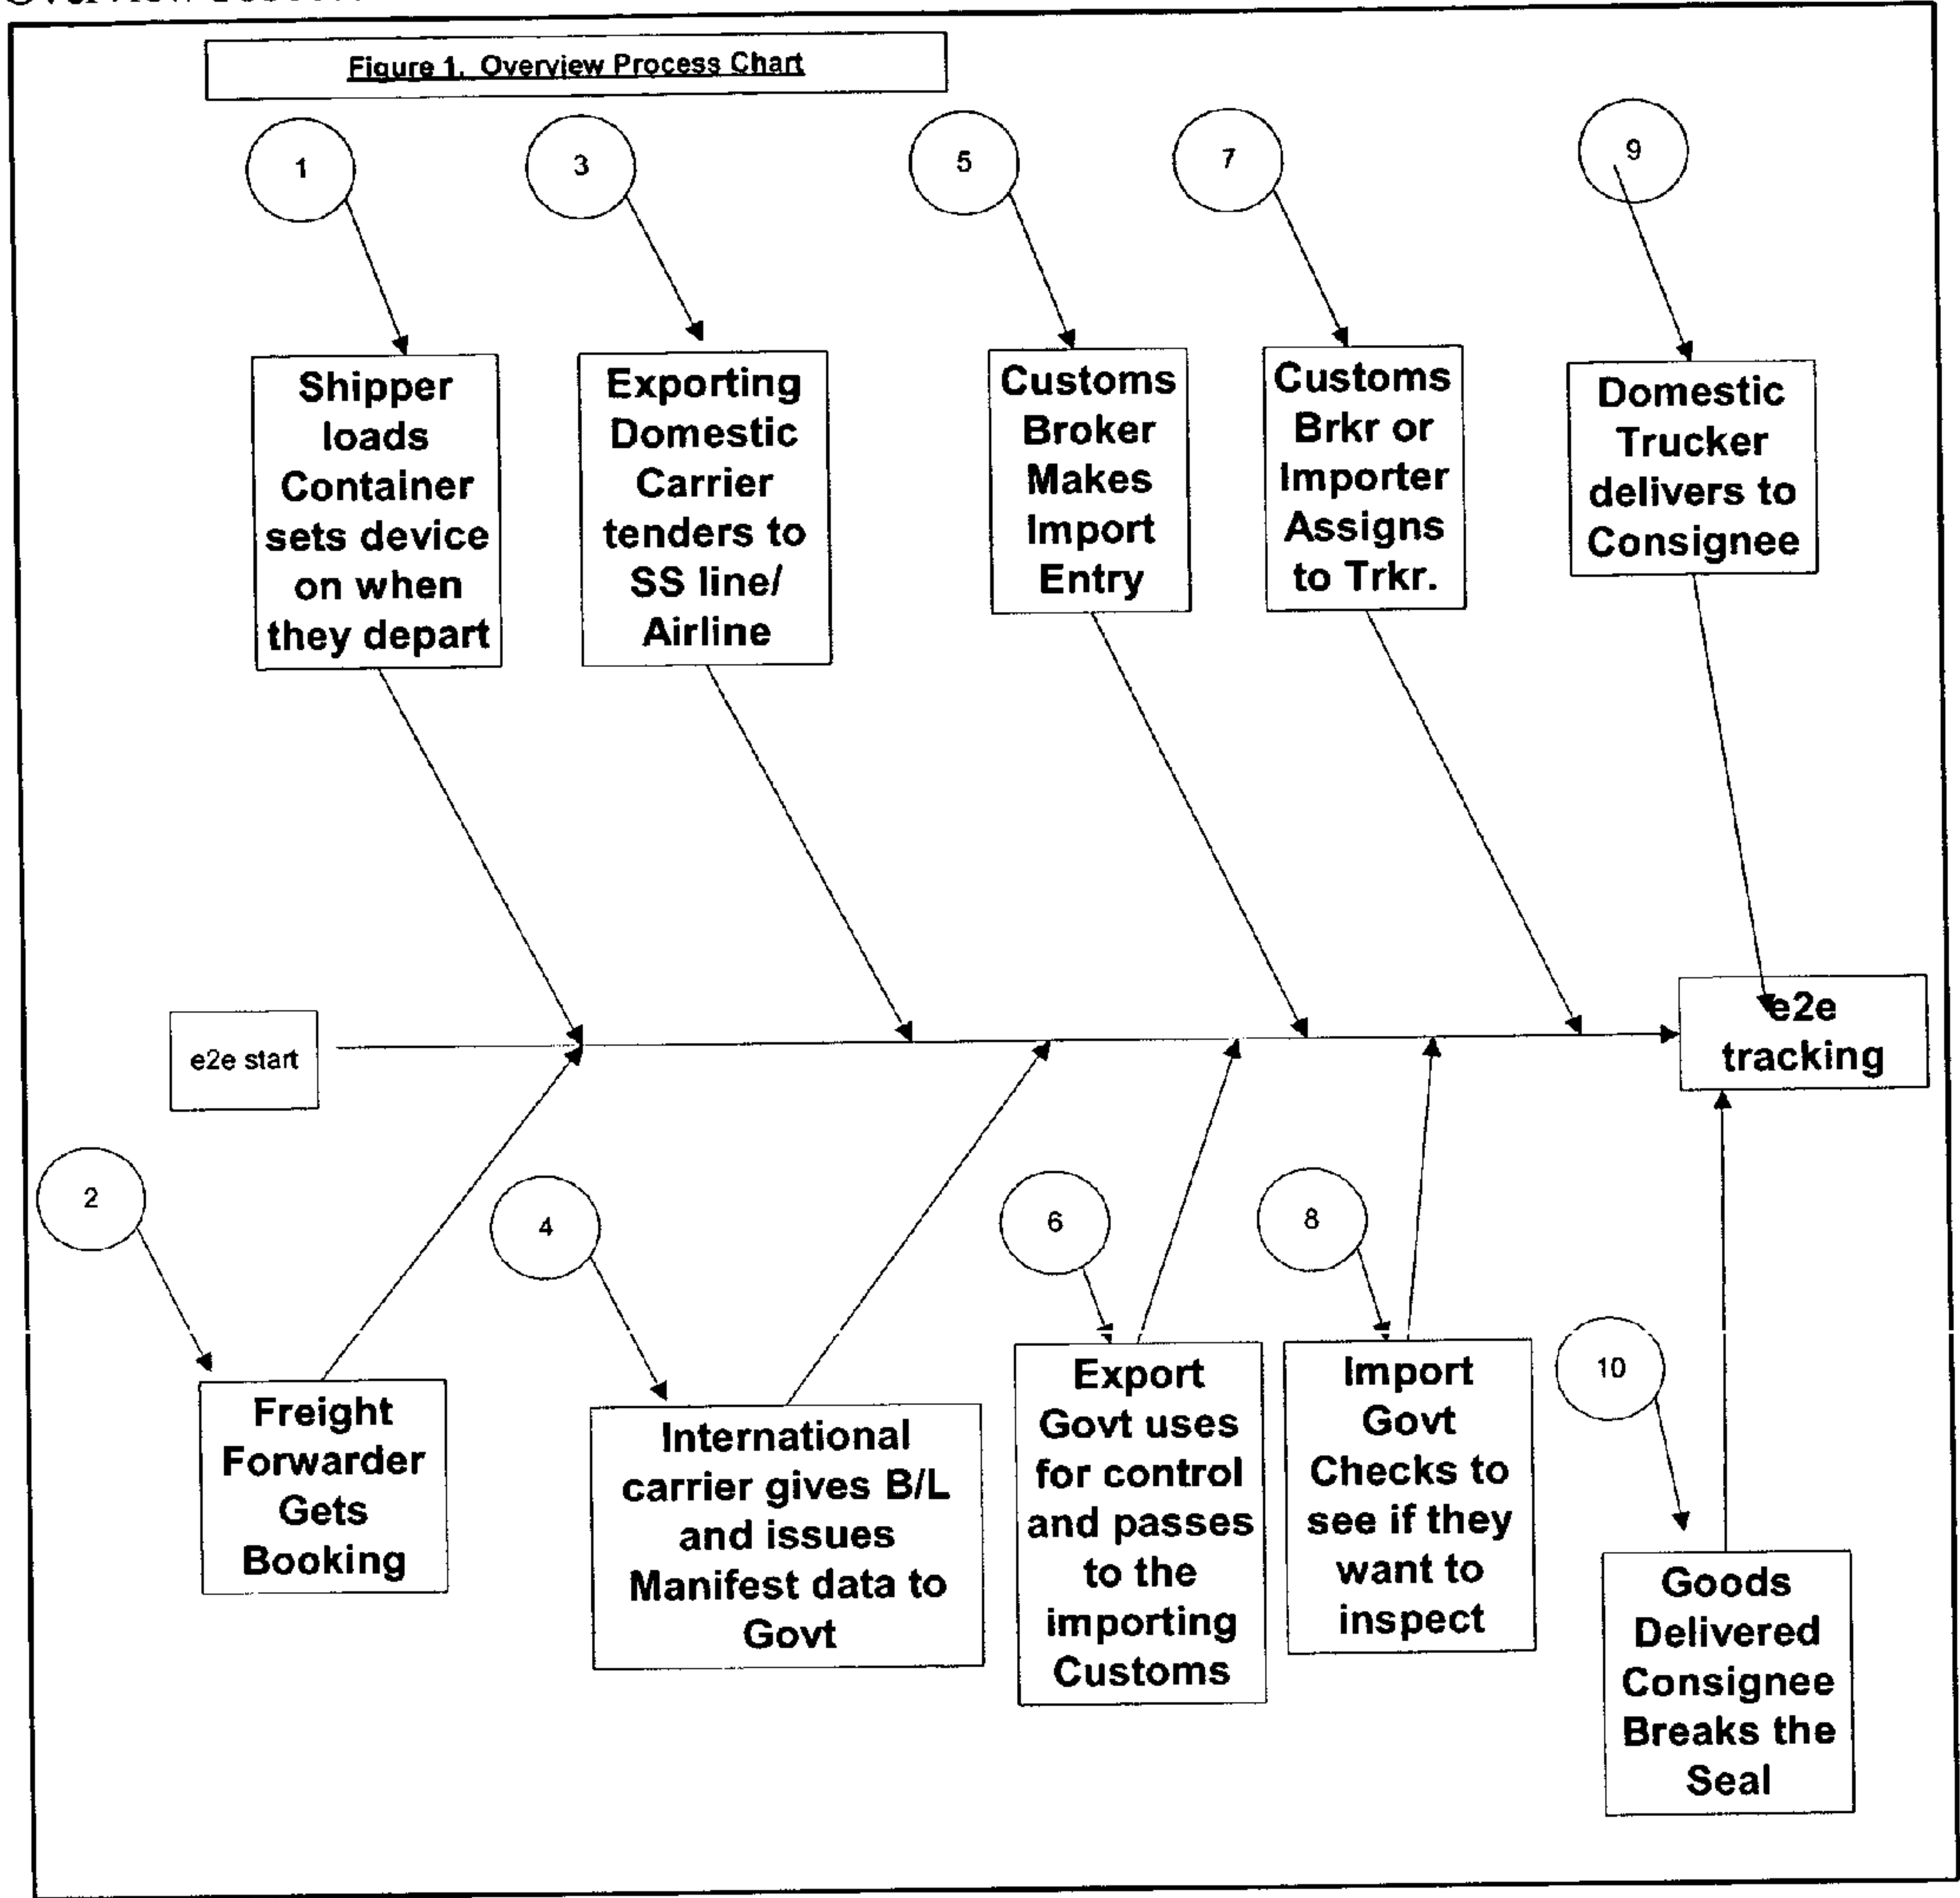 Figure 1. Overview Process Chart
1
3
5
7
9
Shipper
loads
Container
sets device
on when
they depart
Exporting
Domestic
Carrier
tenders to
SS line/
Airline
Customs
Broker
Makes
Import
Entry
Customs
Brkr or
Importer
Assigns
to Trkr.
Domestic
Trucker
delivers to
Consignee
e2e start
e2e
tracking
2
4
6
8
10
Freight
Forwarder
Gets
Booking
International
carrier gives B/L
and issues
Manifest data to
Govt
Export
Govt uses
for control
and passes
to the
importing
Customs
Import
Govt
Checks to
see if they
want to
inspect
Goods
Delivered
Consignee
Breaks the
Seal